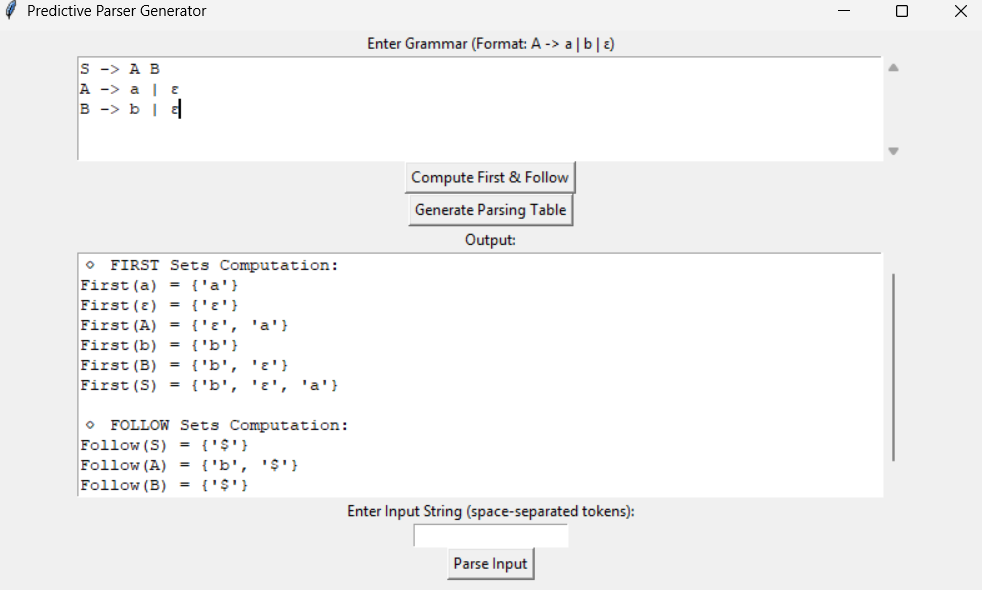 Predictive Parser Generator
Enter Grammar (Format: A -> a | b | ε)
S -> A B
A -> a | ε
B -> b | ε
Compute First & Follow
Generate Parsing Table
Output:
⋄ FIRST Sets Computation:
First(a) = {'a'}
First(ε) = {'ε'}
First(A) = {'ε', 'a'}
First(b) = {'b'}
First(B) = {'b', 'ε'}
First(S) = {'b', 'ε', 'a'}
⋄ FOLLOW Sets Computation:
Follow(S) = {'$'}
Follow(A) = {'b', '$'}
Follow(B) = {'$'}
Enter Input String (space-separated tokens):
Parse Input